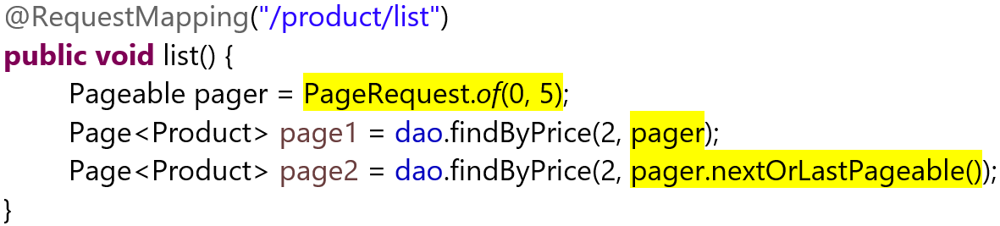 @RequestMapping("/product/list")
public void list() {
Pageable pager = PageRequest.of(0, 5);
Page<Product> page1 = dao.findByPrice(2, pager);
Page<Product> page2 = dao.findByPrice(2, pager.nextOrLastPageable());
}